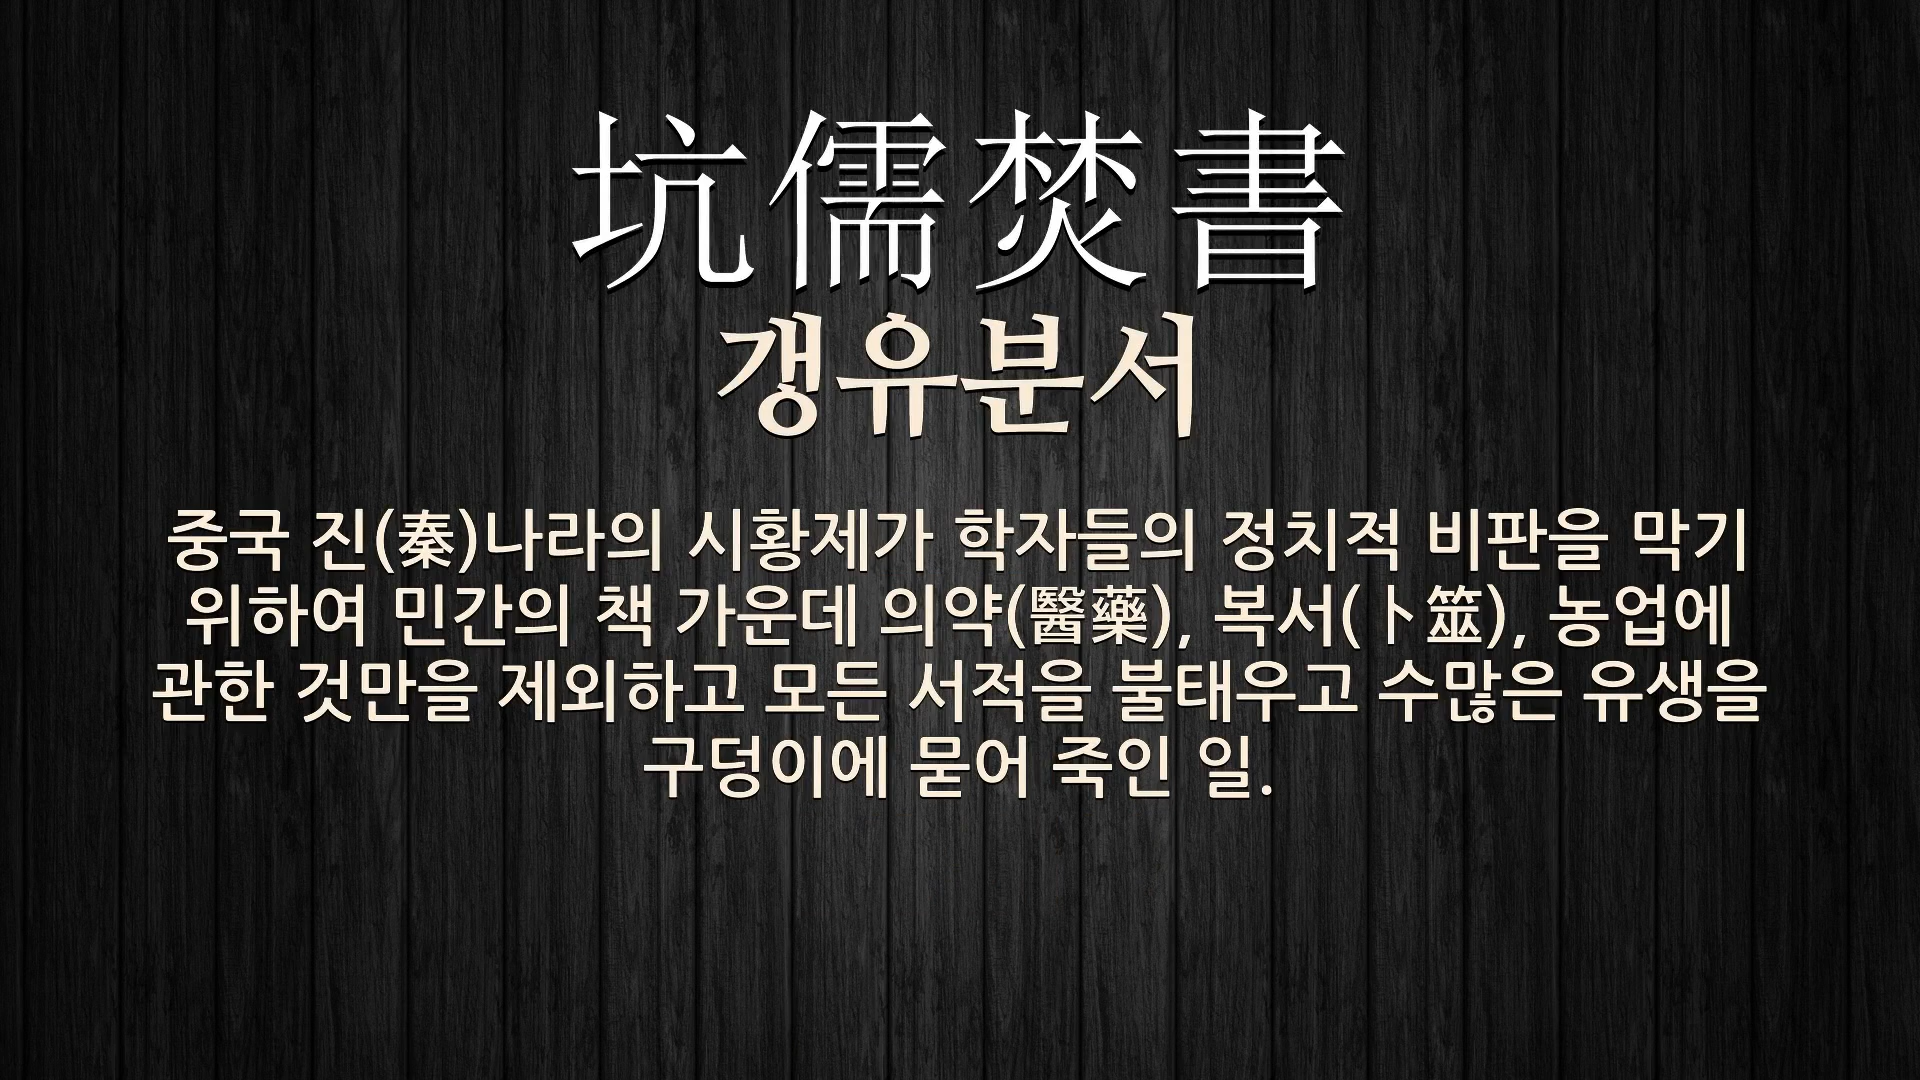 坑儒焚書
갱유분서
중국 진(秦)나라의 시황제가 학자들의 정치적 비판을 막기
위하여 민간의 책 가운데 의약(醫藥), 복서(卜筮), 농업에
관한 것만을 제외하고 모든 서적을 불태우고 수많은 유생을
구덩이에 묻어 죽인 일.